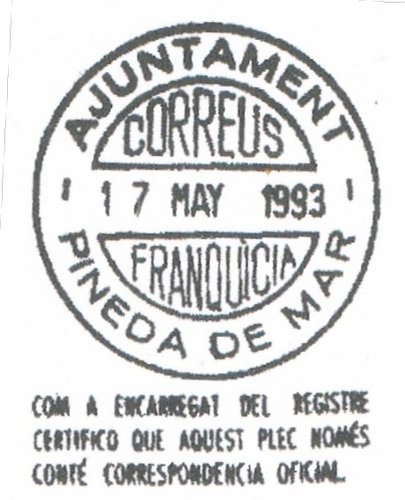 AJUNTAMENT
CORREUS
- 17 MAY 1993 -
FRANQUÍCIA
PINEDA DE MAR
COM A ENCARREGAT DEL REGISTRE
CERTIFICO QUE AQUEST PLEC NOMÉS
CONTÉ CORRESPONDENCIA OFICIAL.